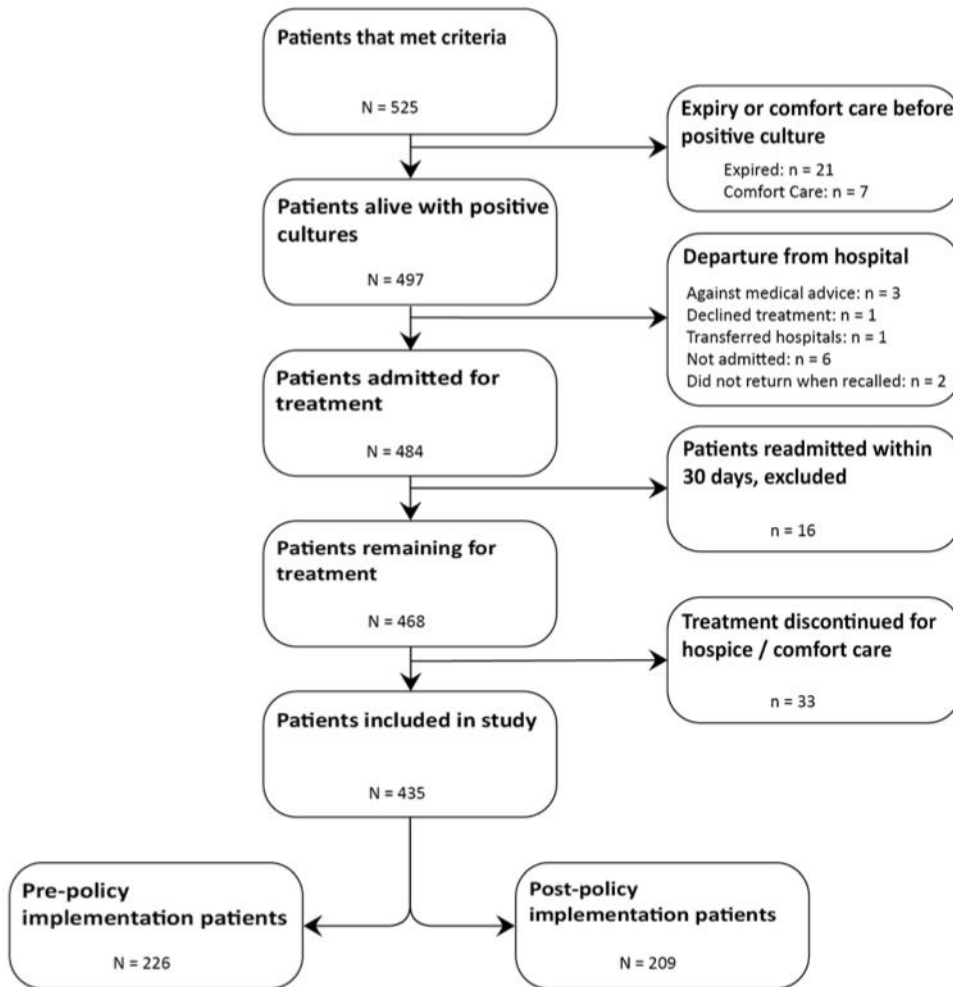 Patients that met criteria
N = 525
Expiry or comfort care before
positive culture
Expired: n = 21
Comfort Care: n = 7
Patients alive with positive
cultures
N = 497
Departure from hospital
Against medical advice: n = 3
Declined treatment: n = 1
Transferred hospitals: n = 1
Not admitted: n = 6
Did not return when recalled: n = 2
Patients admitted for
treatment
N = 484
Patients readmitted within
30 days, excluded
n = 16
Patients remaining for
treatment
N = 468
Treatment discontinued for
hospice / comfort care
n = 33
Patients included in study
N = 435
Pre-policy
implementation patients
N = 226
Post-policy
implementation patients
N = 209